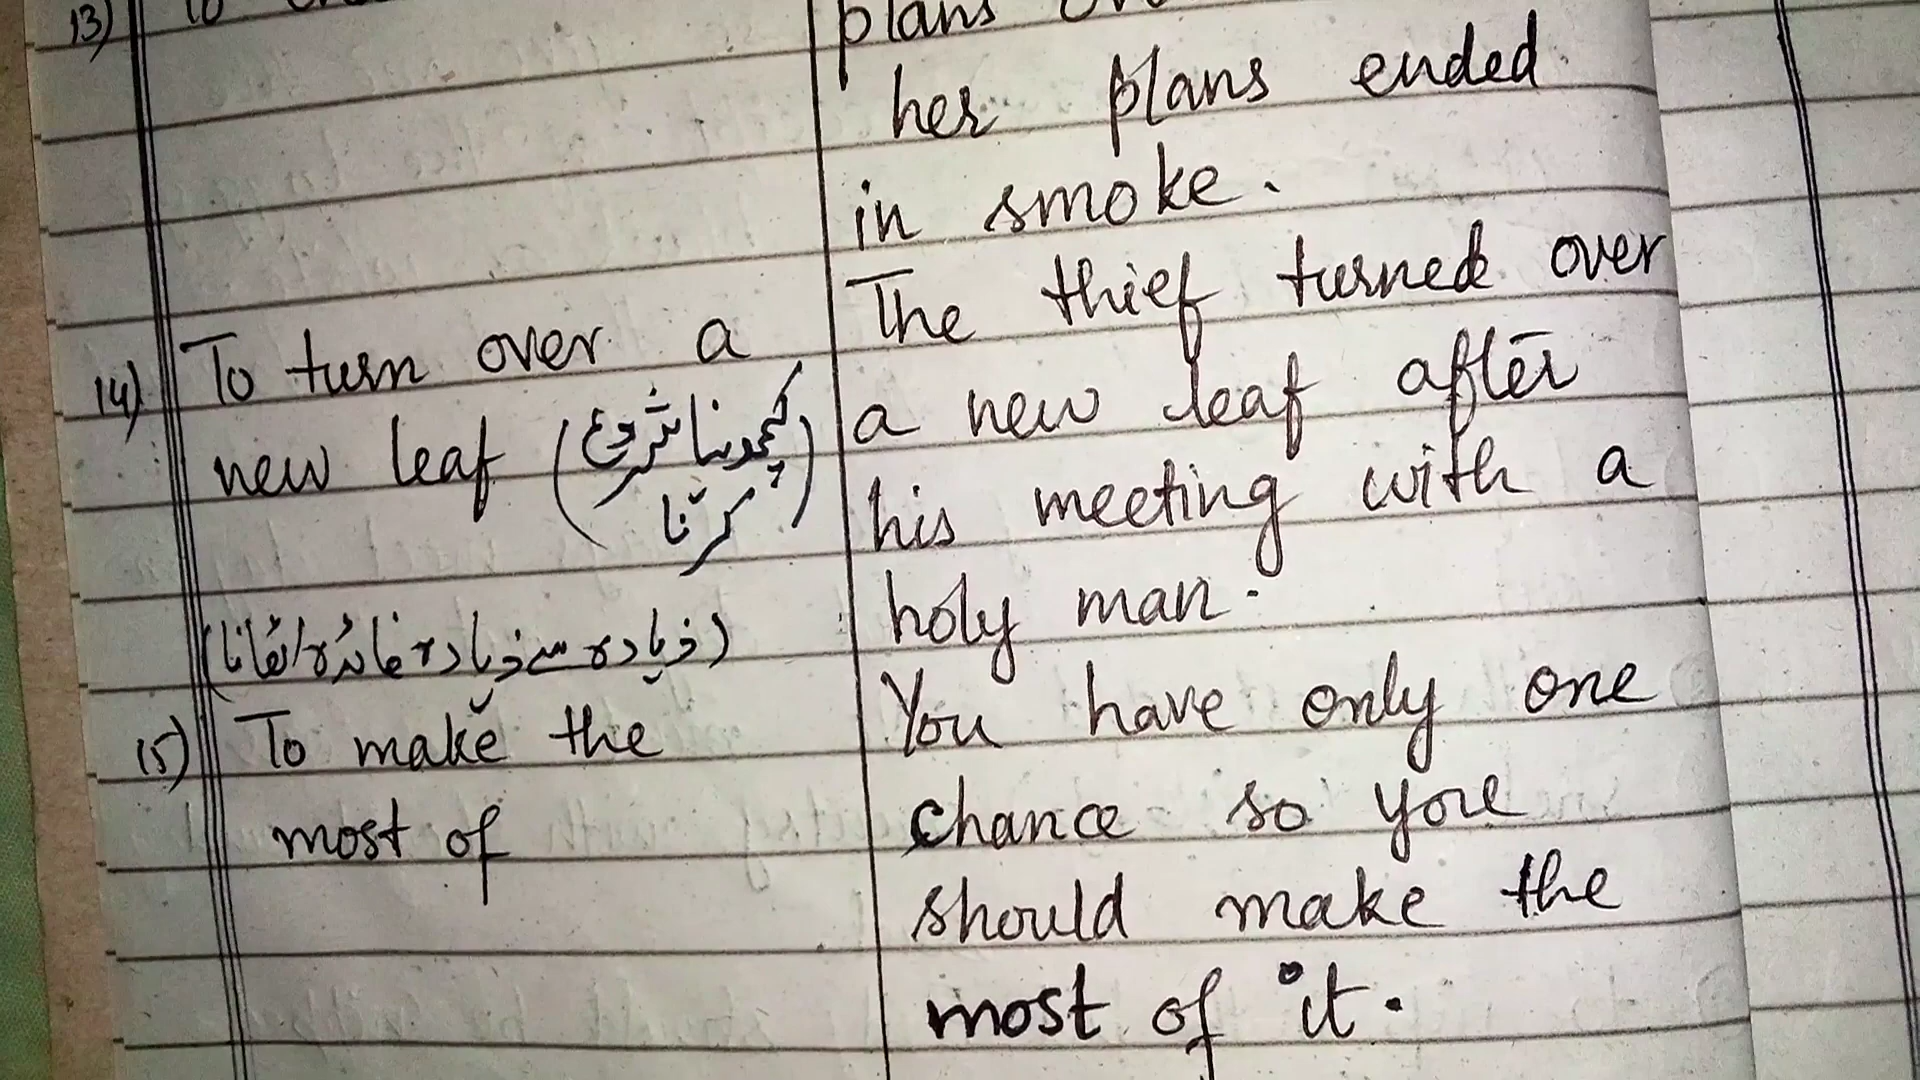 13)
plans
her plans ended
in smoke.
The thief turned over
14) To turn over a
a new leaf after
new leaf (کچھ نیا شروع
کرنا)
his meeting with a
holy man.
(زیادہ سے زیادہ فائدہ اٹھانا)
You have only one
15) To make the
chance so you
most of
should make the
most of it.